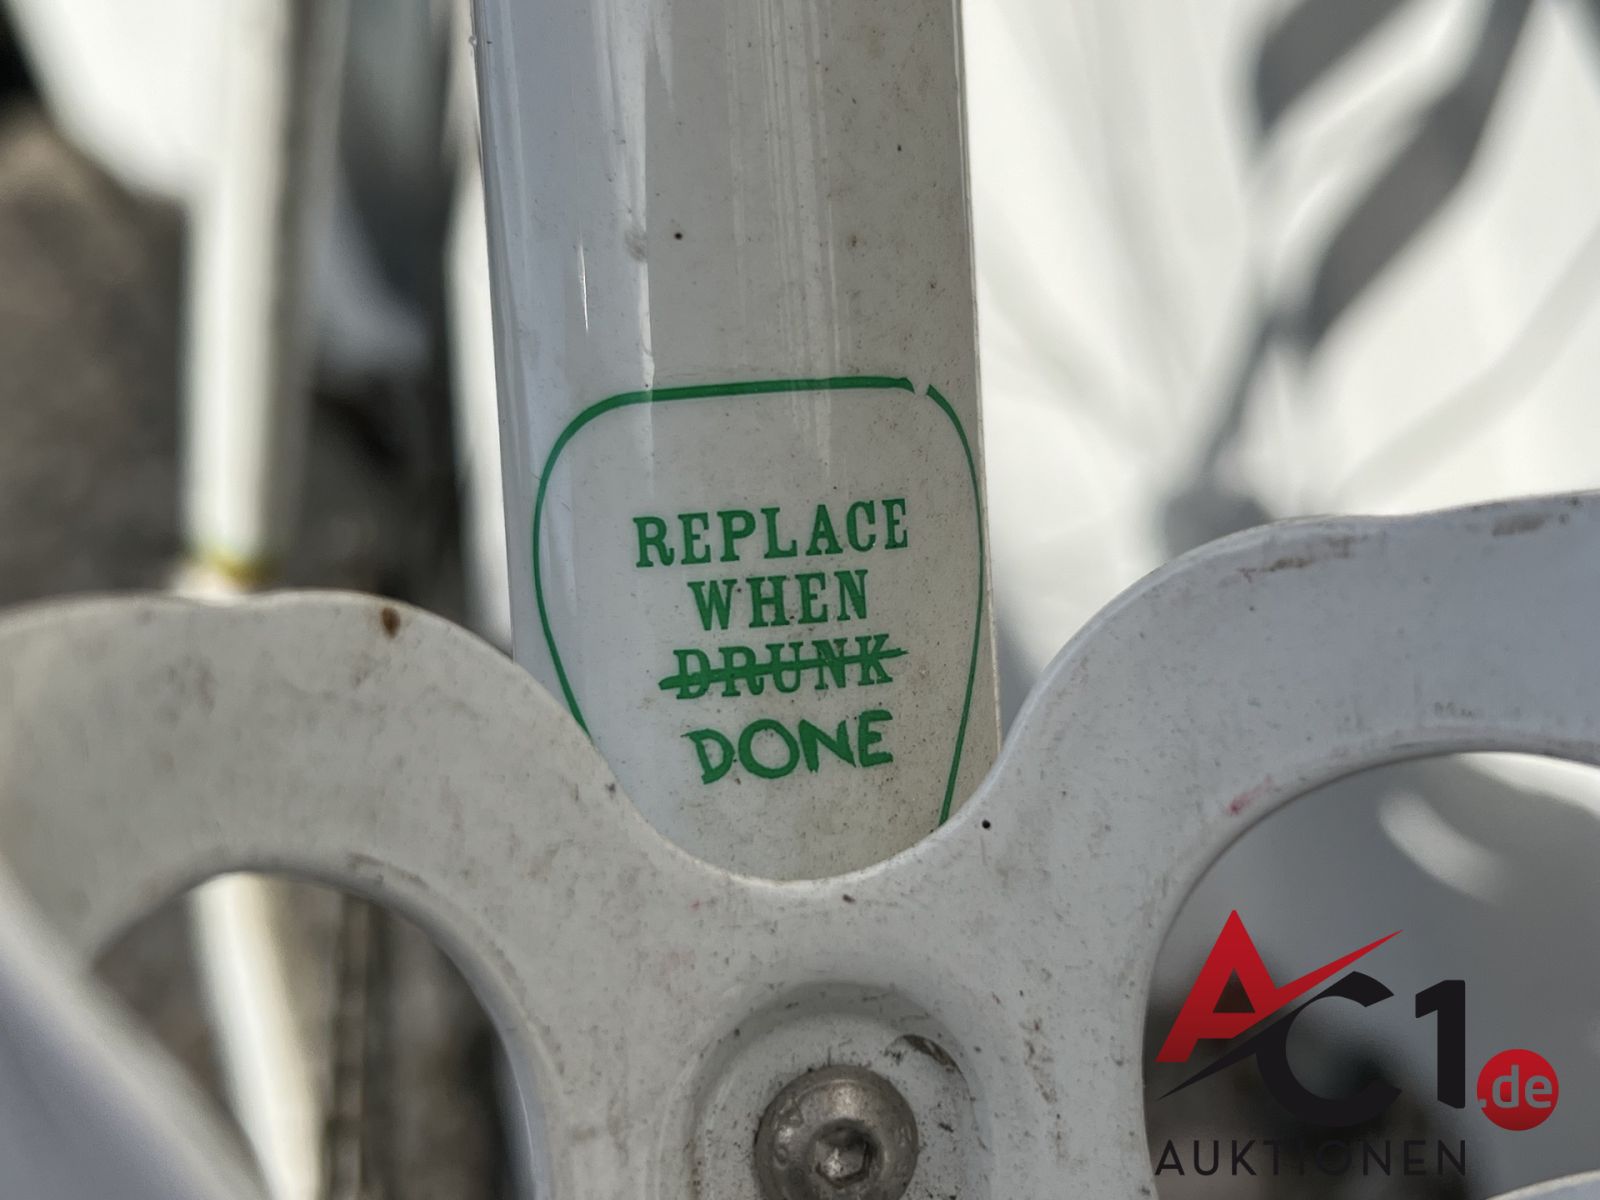 REPLACE
WHEN
DRUNK
DONE
AC1.de
AUKTIONEN